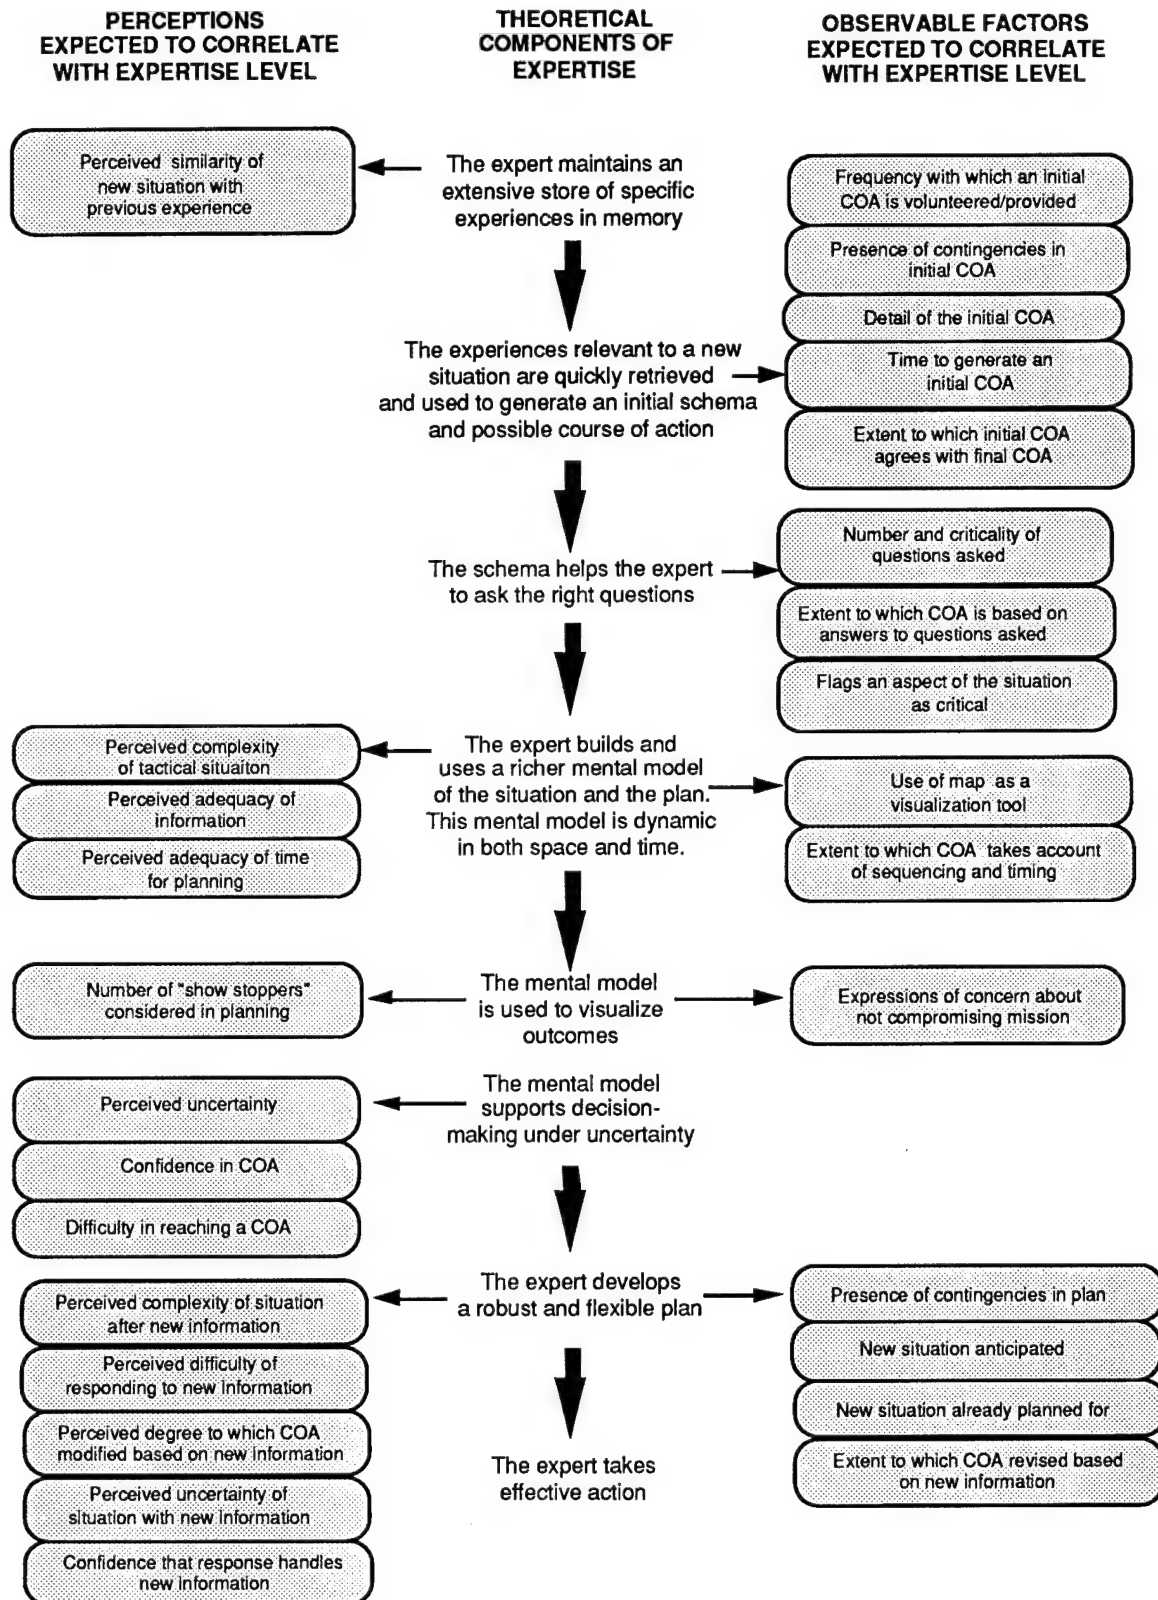 PERCEPTIONS
EXPECTED TO CORRELATE
WITH EXPERTISE LEVEL
THEORETICAL
COMPONENTS OF
EXPERTISE
OBSERVABLE FACTORS
EXPECTED TO CORRELATE
WITH EXPERTISE LEVEL
Perceived similarity of
new situation with
previous experience
The expert maintains an
extensive store of specific
experiences in memory
Frequency with which an initial
COA is volunteered/provided
Presence of contingencies in
initial COA
Detail of the initial COA
The experiences relevant to a new
situation are quickly retrieved
and used to generate an initial schema
and possible course of action
Time to generate an
initial COA
Extent to which initial COA
agrees with final COA
The schema helps the expert
to ask the right questions
Number and criticality of
questions asked
Extent to which COA is based on
answers to questions asked
Flags an aspect of the situation
as critical
Perceived complexity
of tactical situaiton
Perceived adequacy of
information
Perceived adequacy of time
for planning
The expert builds and
uses a richer mental model
of the situation and the plan.
This mental model is dynamic
in both space and time.
Use of map as a
visualization tool
Extent to which COA takes account
of sequencing and timing
Number of "show stoppers"
considered in planning
The mental model
is used to visualize
outcomes
Expressions of concern about
not compromising mission
Perceived uncertainty
Confidence in COA
Difficulty in reaching a COA
The mental model
supports decision-
making under uncertainty
Perceived complexity of situation
after new information
Perceived difficulty of
responding to new information
Perceived degree to which COA
modified based on new information
Perceived uncertainty of
situation with new information
Confidence that response handles
new information
The expert develops
a robust and flexible plan
Presence of contingencies in plan
New situation anticipated
New situation already planned for
Extent to which COA revised based
on new information
The expert takes
effective action